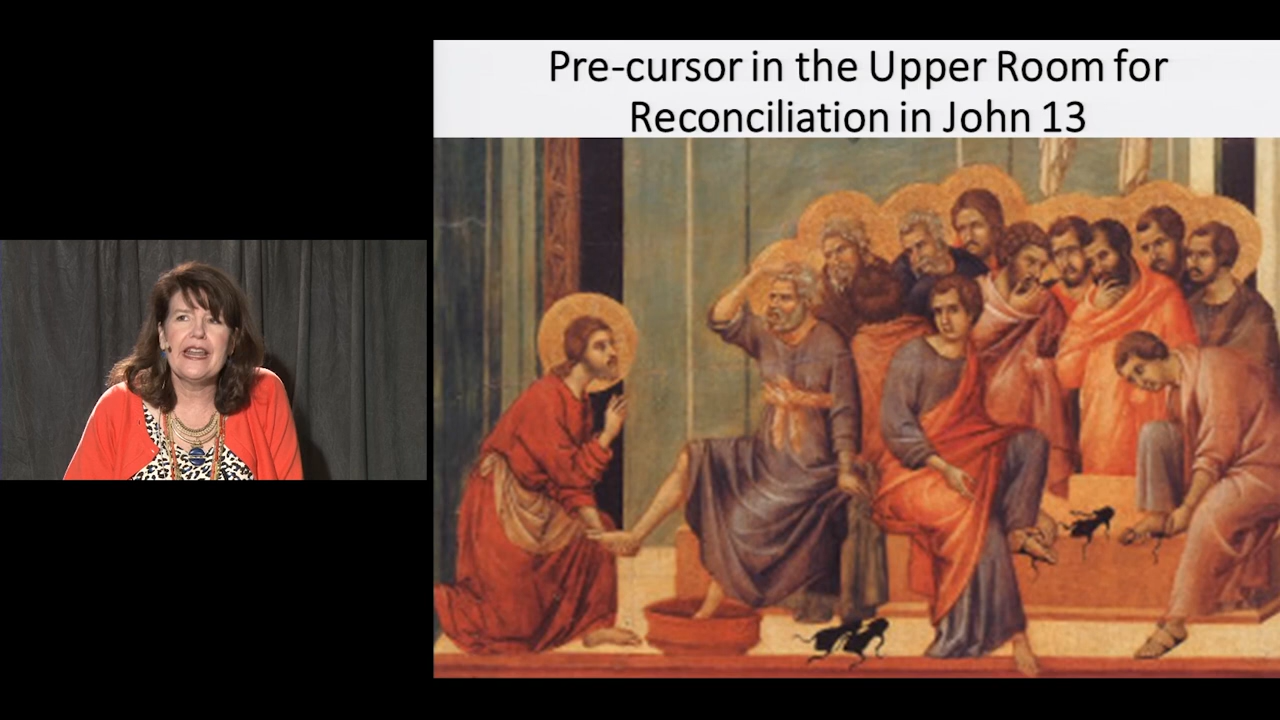 Pre-cursor in the Upper Room for
Reconciliation in John 13